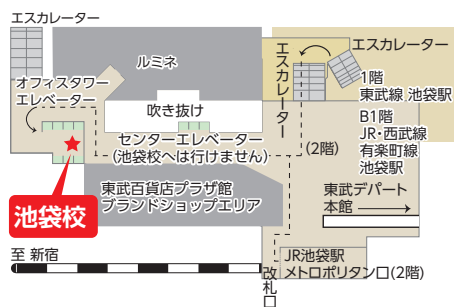 エスカレーター
ルミネ
エスカレーター
エスカレーター
オフィスタワー
エレベーター
吹き抜け
1階
東武線 池袋駅
B1階
JR・西武線
有楽町線
池袋駅
センターエレベーター
(池袋校へは行けません)
(2階)
東武百貨店プラザ館
ブランドショップエリア
東武デパート
本館
池袋校
至 新宿
JR池袋駅
メトロポリタン口(2階)
改札口